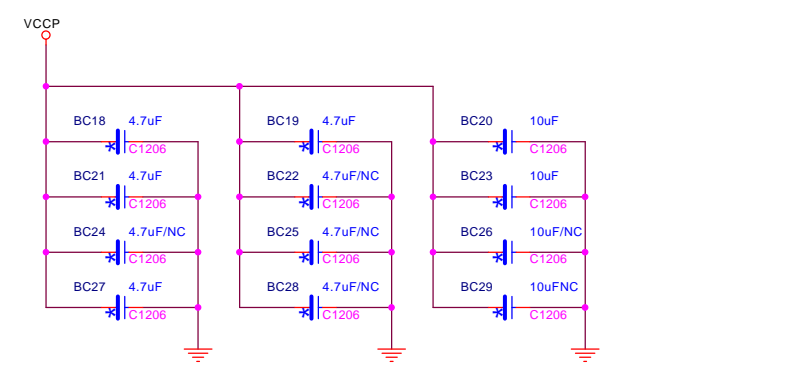 VCCP
BC18 4.7uF BC19 4.7uF BC20 10uF
C1206 C1206 C1206
BC21 4.7uF BC22 4.7uF/NC BC23 10uF
C1206 C1206 C1206
BC24 4.7uF/NC BC25 4.7uF/NC BC26 10uF/NC
C1206 C1206 C1206
BC27 4.7uF BC28 4.7uF/NC BC29 10uFNC
C1206 C1206 C1206